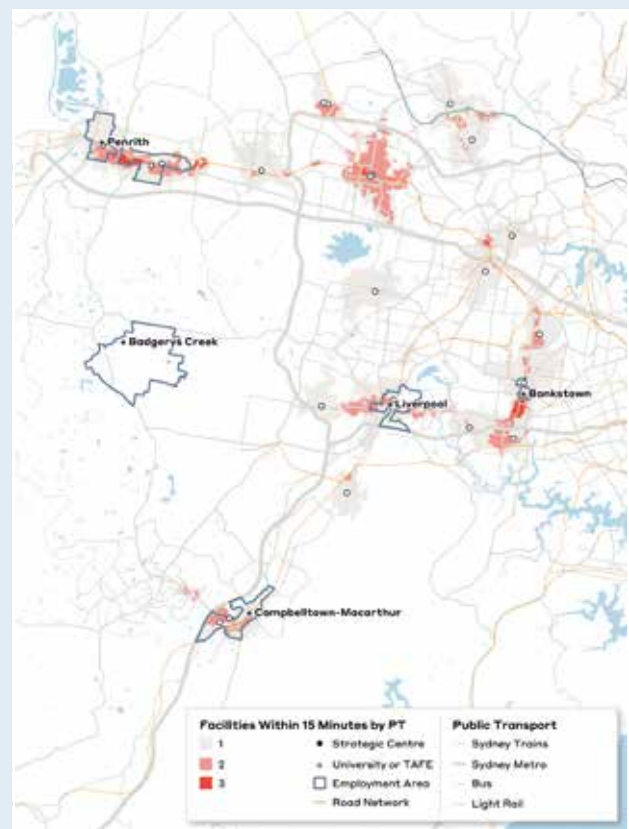 Penrith
Badgerys Creek
Liverpool
Bankstown
Campbelltown-Macarthur
Facilities Within 15 Minutes by PT
1
2
3
Strategic Centre
University or TAFE
Employment Area
Road Network
Public Transport
Sydney Trains
Sydney Metro
Bus
Light Rail